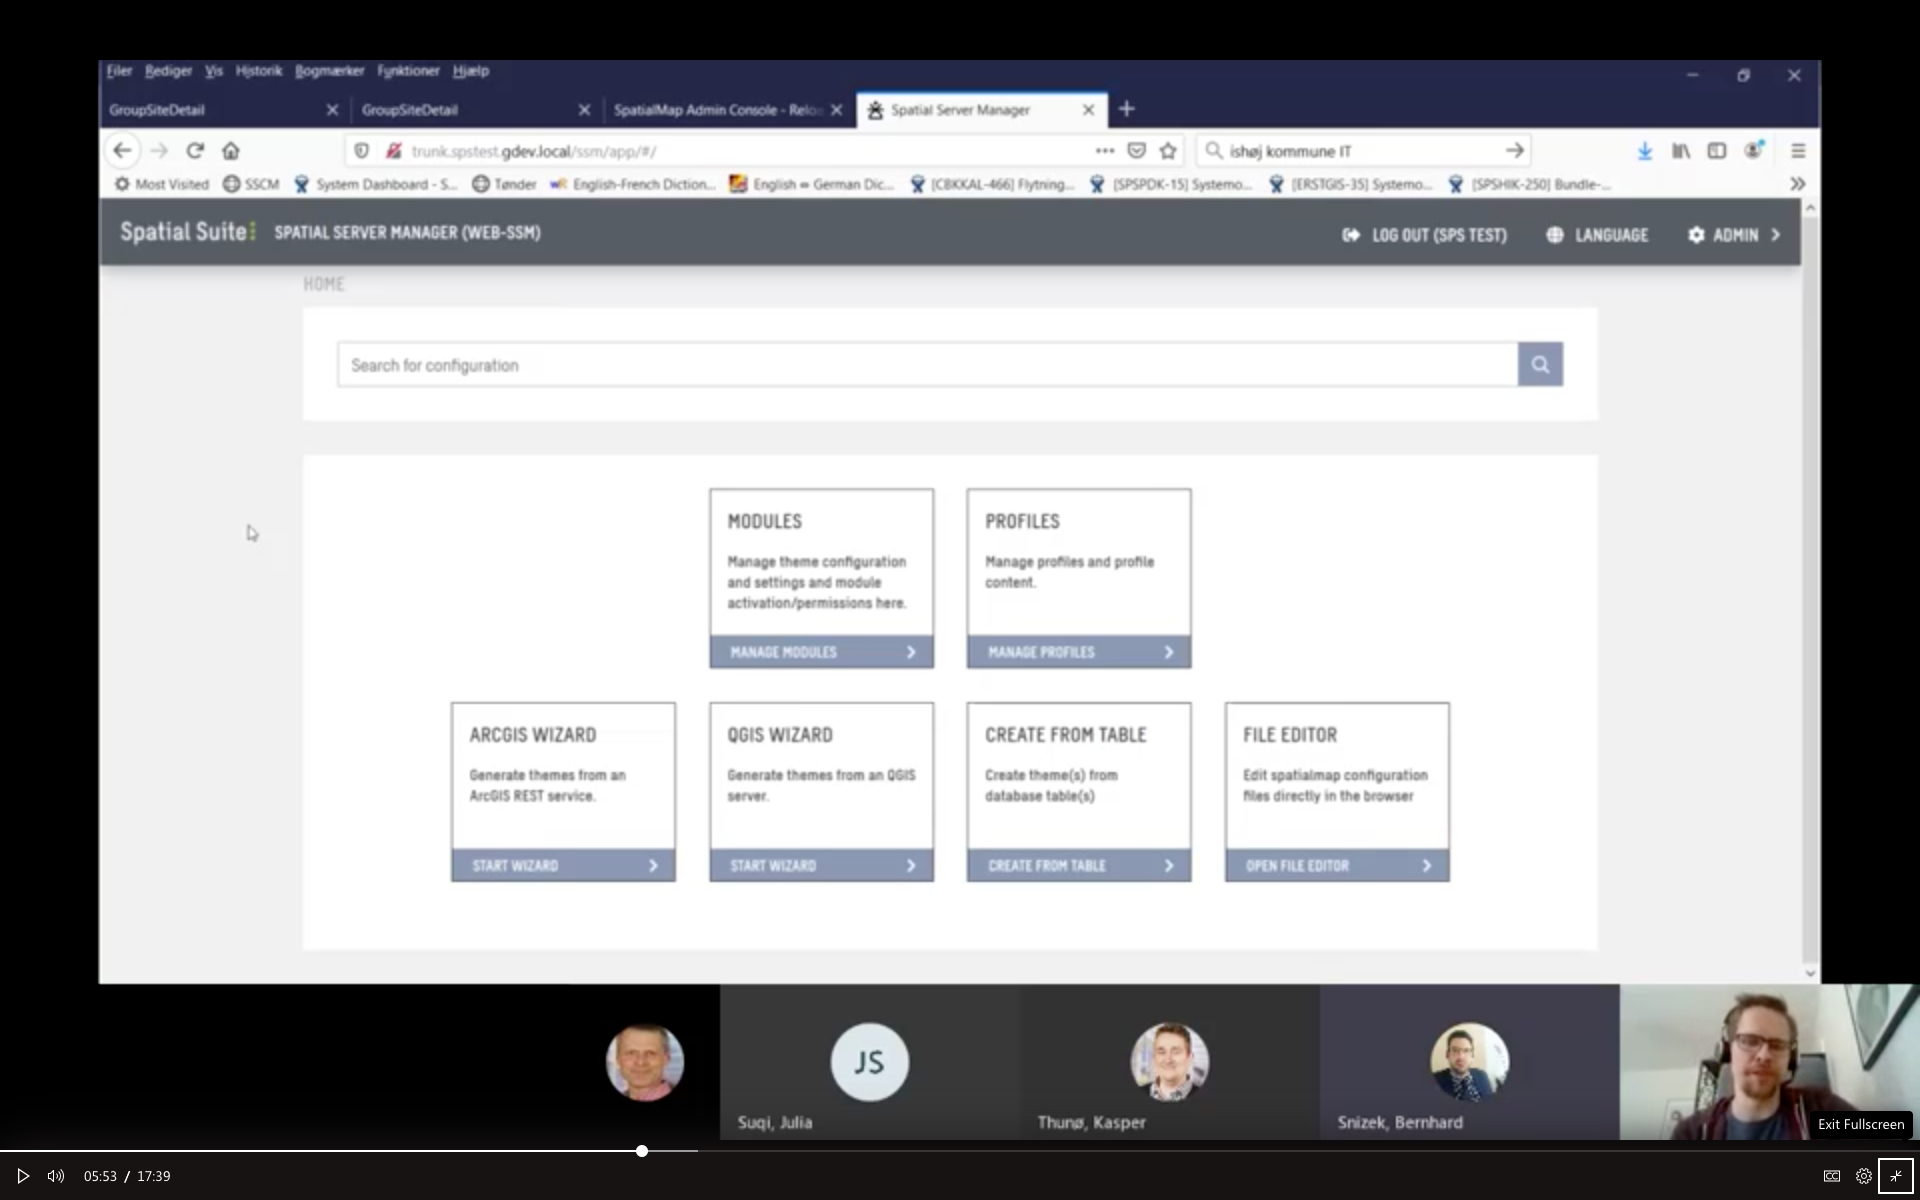 Filer Rediger Vis Historik Bogmærker Funktioner Hjælp
GroupSiteDetail
GroupSiteDetail
SpatialMap Admin Console - Relo
Spatial Server Manager
trunk.spstest.gdev.local/ssm/app/#/
ishøj kommune IT
Most Visited
SSCM
System Dashboard - S...
Tønder
English-French Diction...
English ⇔ German Dic...
[CBKKAL-466] Flytning...
[SPSPDK-15] Systemo...
[ERSTGIS-35] Systemo...
[SPSHIK-250] Bundle-...
Spatial Suite
SPATIAL SERVER MANAGER (WEB-SSM)
LOG OUT (SPS TEST)
LANGUAGE
ADMIN
HOME
Search for configuration
MODULES
Manage theme configuration
and settings and module
activation/permissions here.
MANAGE MODULES
PROFILES
Manage profiles and profile
content.
MANAGE PROFILES
ARCGIS WIZARD
Generate themes from an
ArcGIS REST service.
START WIZARD
QGIS WIZARD
Generate themes from an QGIS
server.
START WIZARD
CREATE FROM TABLE
Create theme(s) from
database table(s)
CREATE FROM TABLE
FILE EDITOR
Edit spatialmap configuration
files directly in the browser
OPEN FILE EDITOR
JS
Suqi, Julia
Thunø, Kasper
Snizek, Bernhard
Exit Fullscreen
05:53 / 17:39
CC